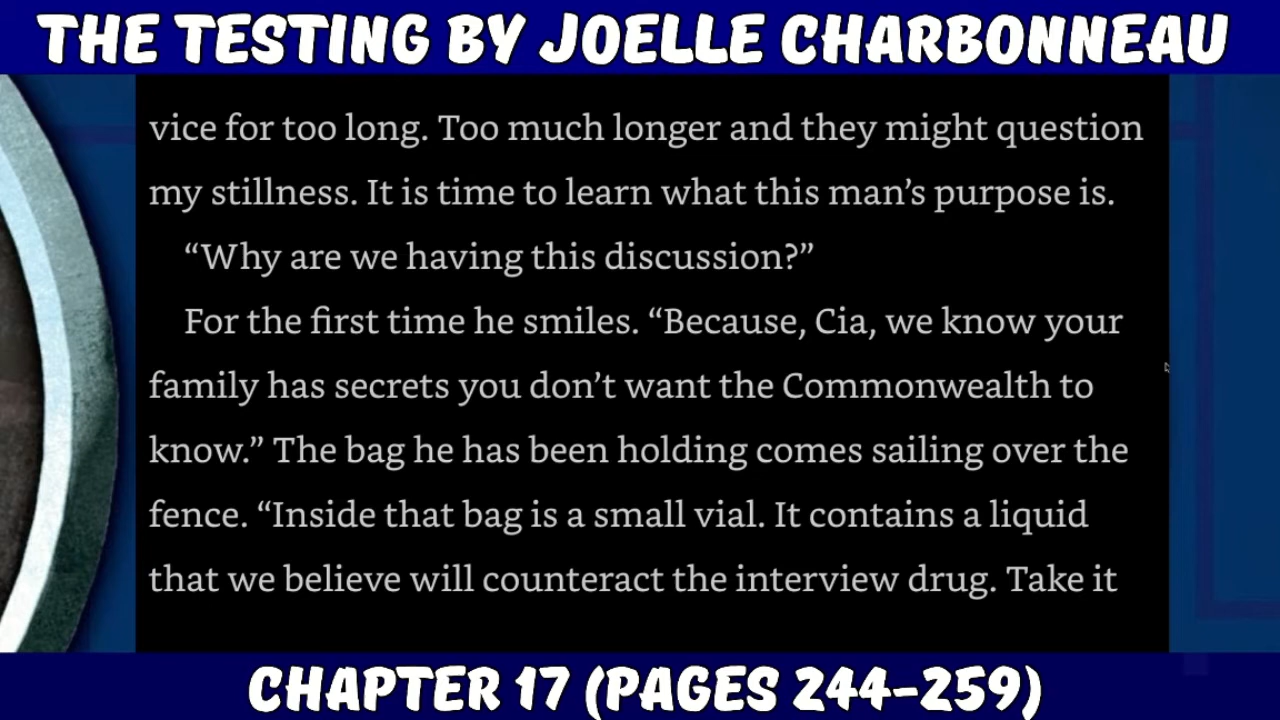 THE TESTING BY JOELLE CHARBONNEAU
vice for too long. Too much longer and they might question
my stillness. It is time to learn what this man’s purpose is.
“Why are we having this discussion?”
For the first time he smiles. “Because, Cia, we know your
family has secrets you don’t want the Commonwealth to
know.” The bag he has been holding comes sailing over the
fence. “Inside that bag is a small vial. It contains a liquid
that we believe will counteract the interview drug. Take it
CHAPTER 17 (PAGES 244-259)